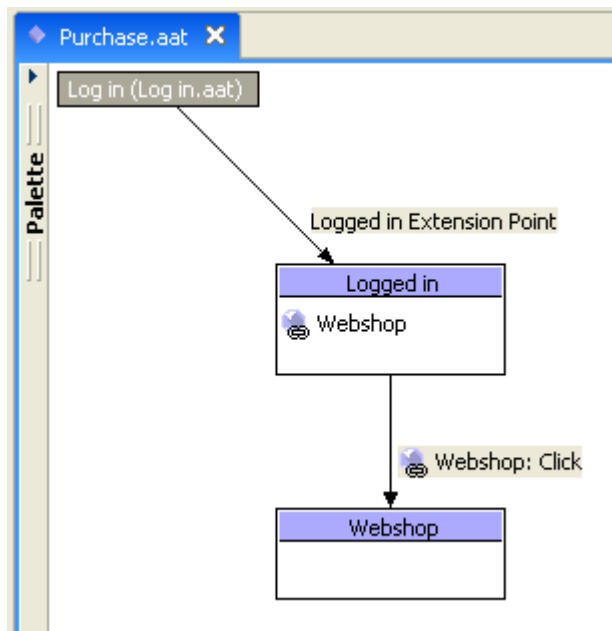 Purchase.aat
Log in (Log in.aat)
Palette
Logged in Extension Point
Logged in
Webshop
Webshop: Click
Webshop